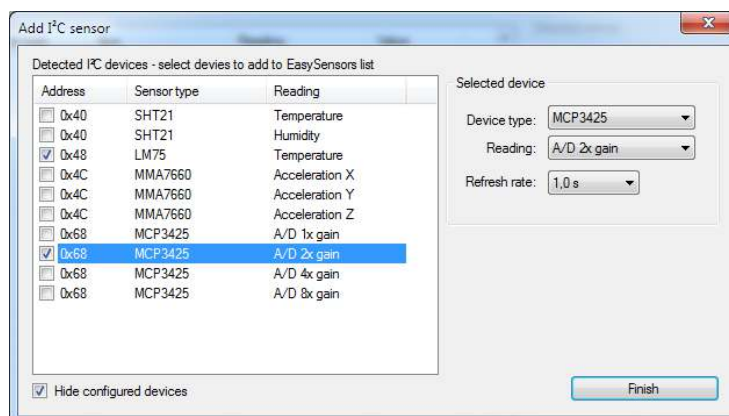 Add I²C sensor
Detected I²C devices - select devies to add to EasySensors list
Address Sensor type Reading
0x40 SHT21 Temperature
0x40 SHT21 Humidity
0x48 LM75 Temperature
0x4C MMA7660 Acceleration X
0x4C MMA7660 Acceleration Y
0x4C MMA7660 Acceleration Z
0x68 MCP3425 A/D 1x gain
0x68 MCP3425 A/D 2x gain
0x68 MCP3425 A/D 4x gain
0x68 MCP3425 A/D 8x gain
Hide configured devices
Selected device
Device type: MCP3425
Reading: A/D 2x gain
Refresh rate: 1,0 s
Finish